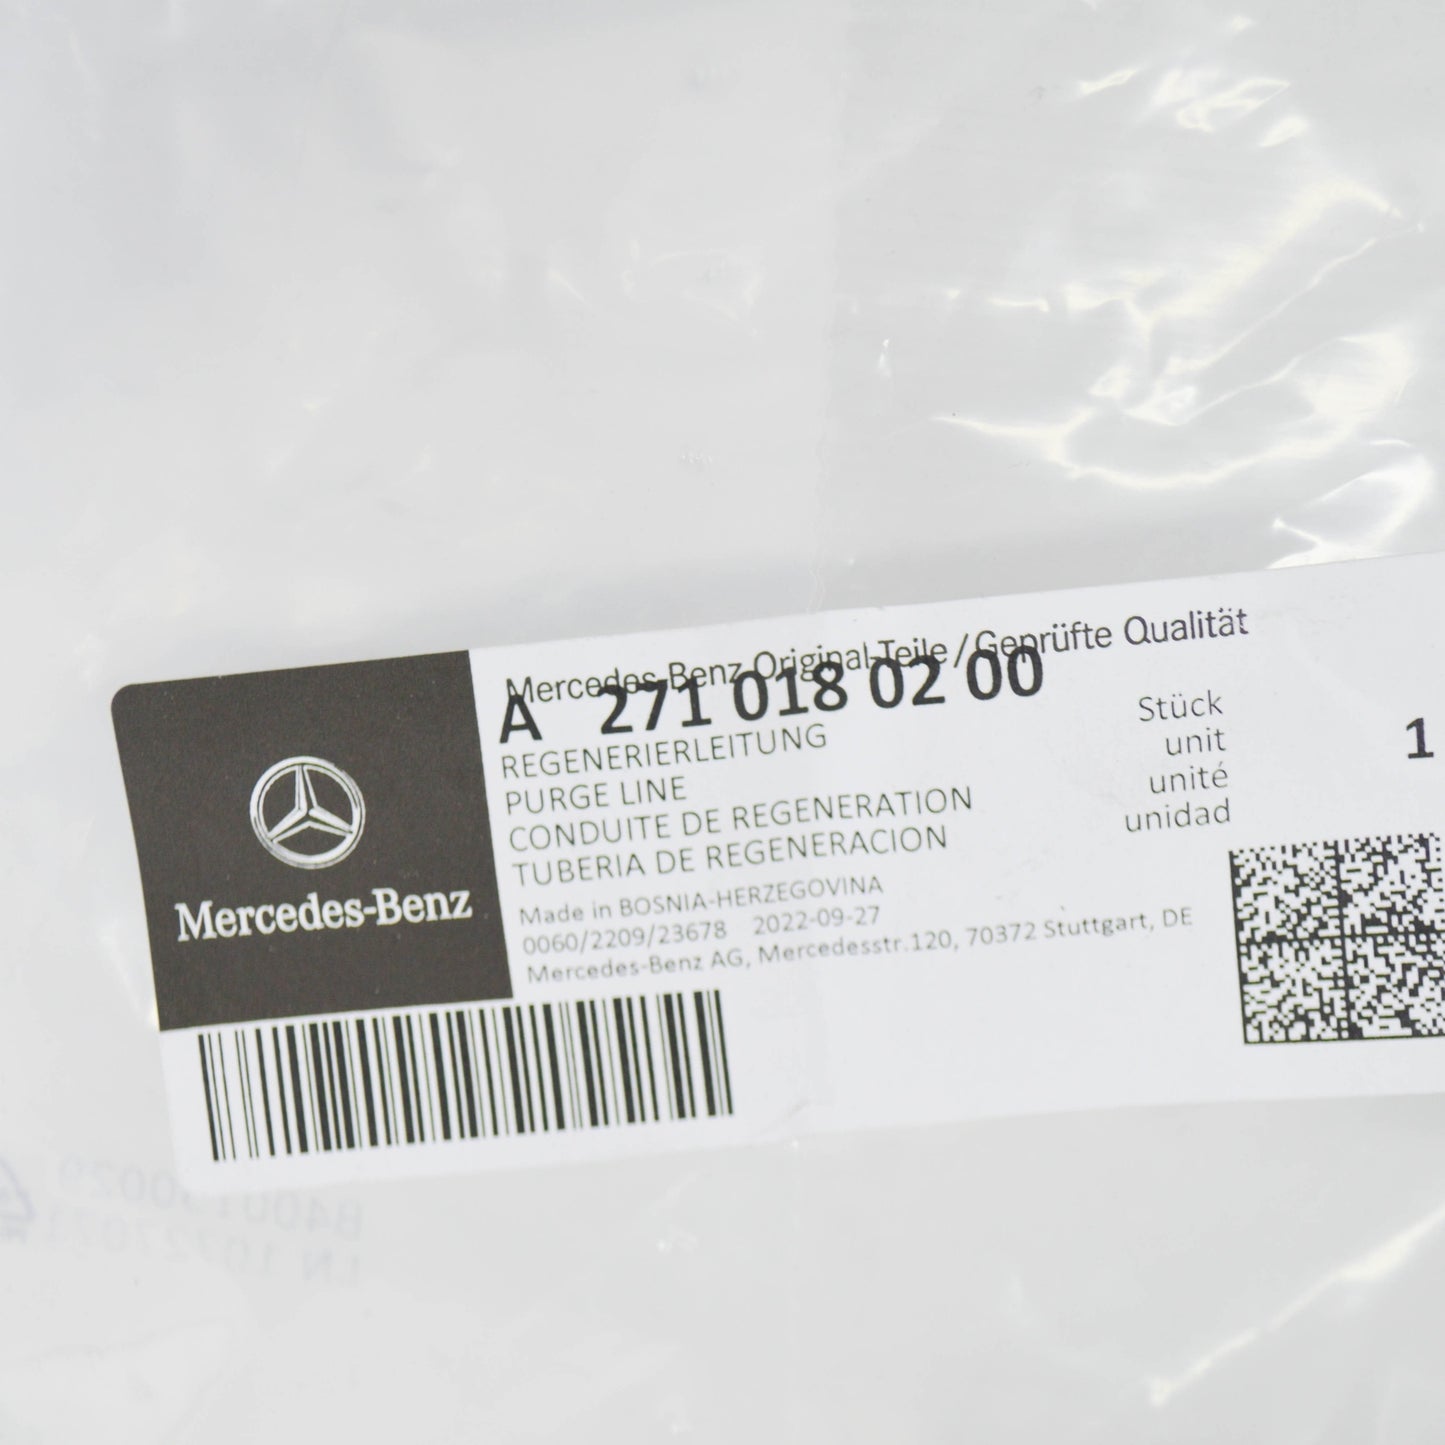 Mercedes-Benz Original-Teile / Geprüfte Qualität
A 271 018 02 00
REGENERIERLEITUNG
PURGE LINE
CONDUITE DE REGENERATION
TUBERIA DE REGENERACION
Stück
unit
unité
unidad
1
Made in BOSNIA-HERZEGOVINA
0060/2209/23678 2022-09-27
Mercedes-Benz AG, Mercedesstr.120, 70372 Stuttgart, DE
Mercedes-Benz
LN